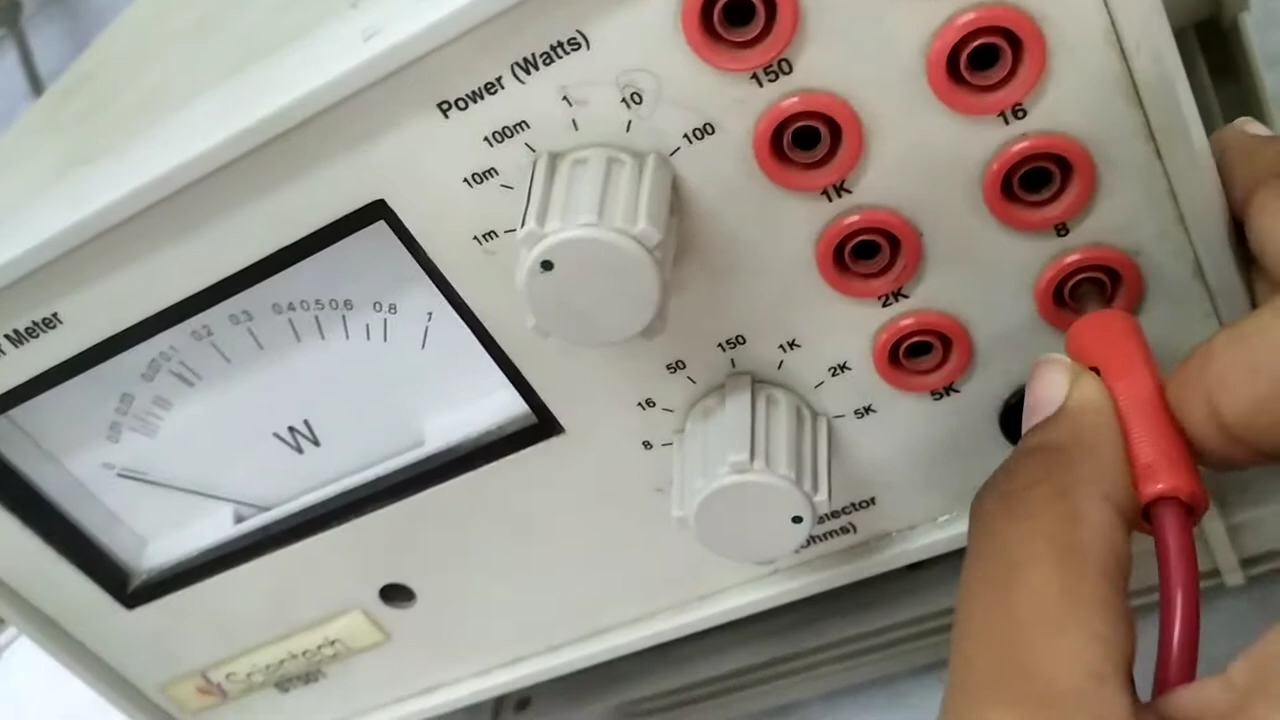 Power (Watts)
1m
10m
100m
1
10
100
150
1K
2K
5K
16
8
Meter
0
0.1
0.2
0.3
0.4
0.5
0.6
0.8
1
W
8
16
50
150
1K
2K
5K
Scientech